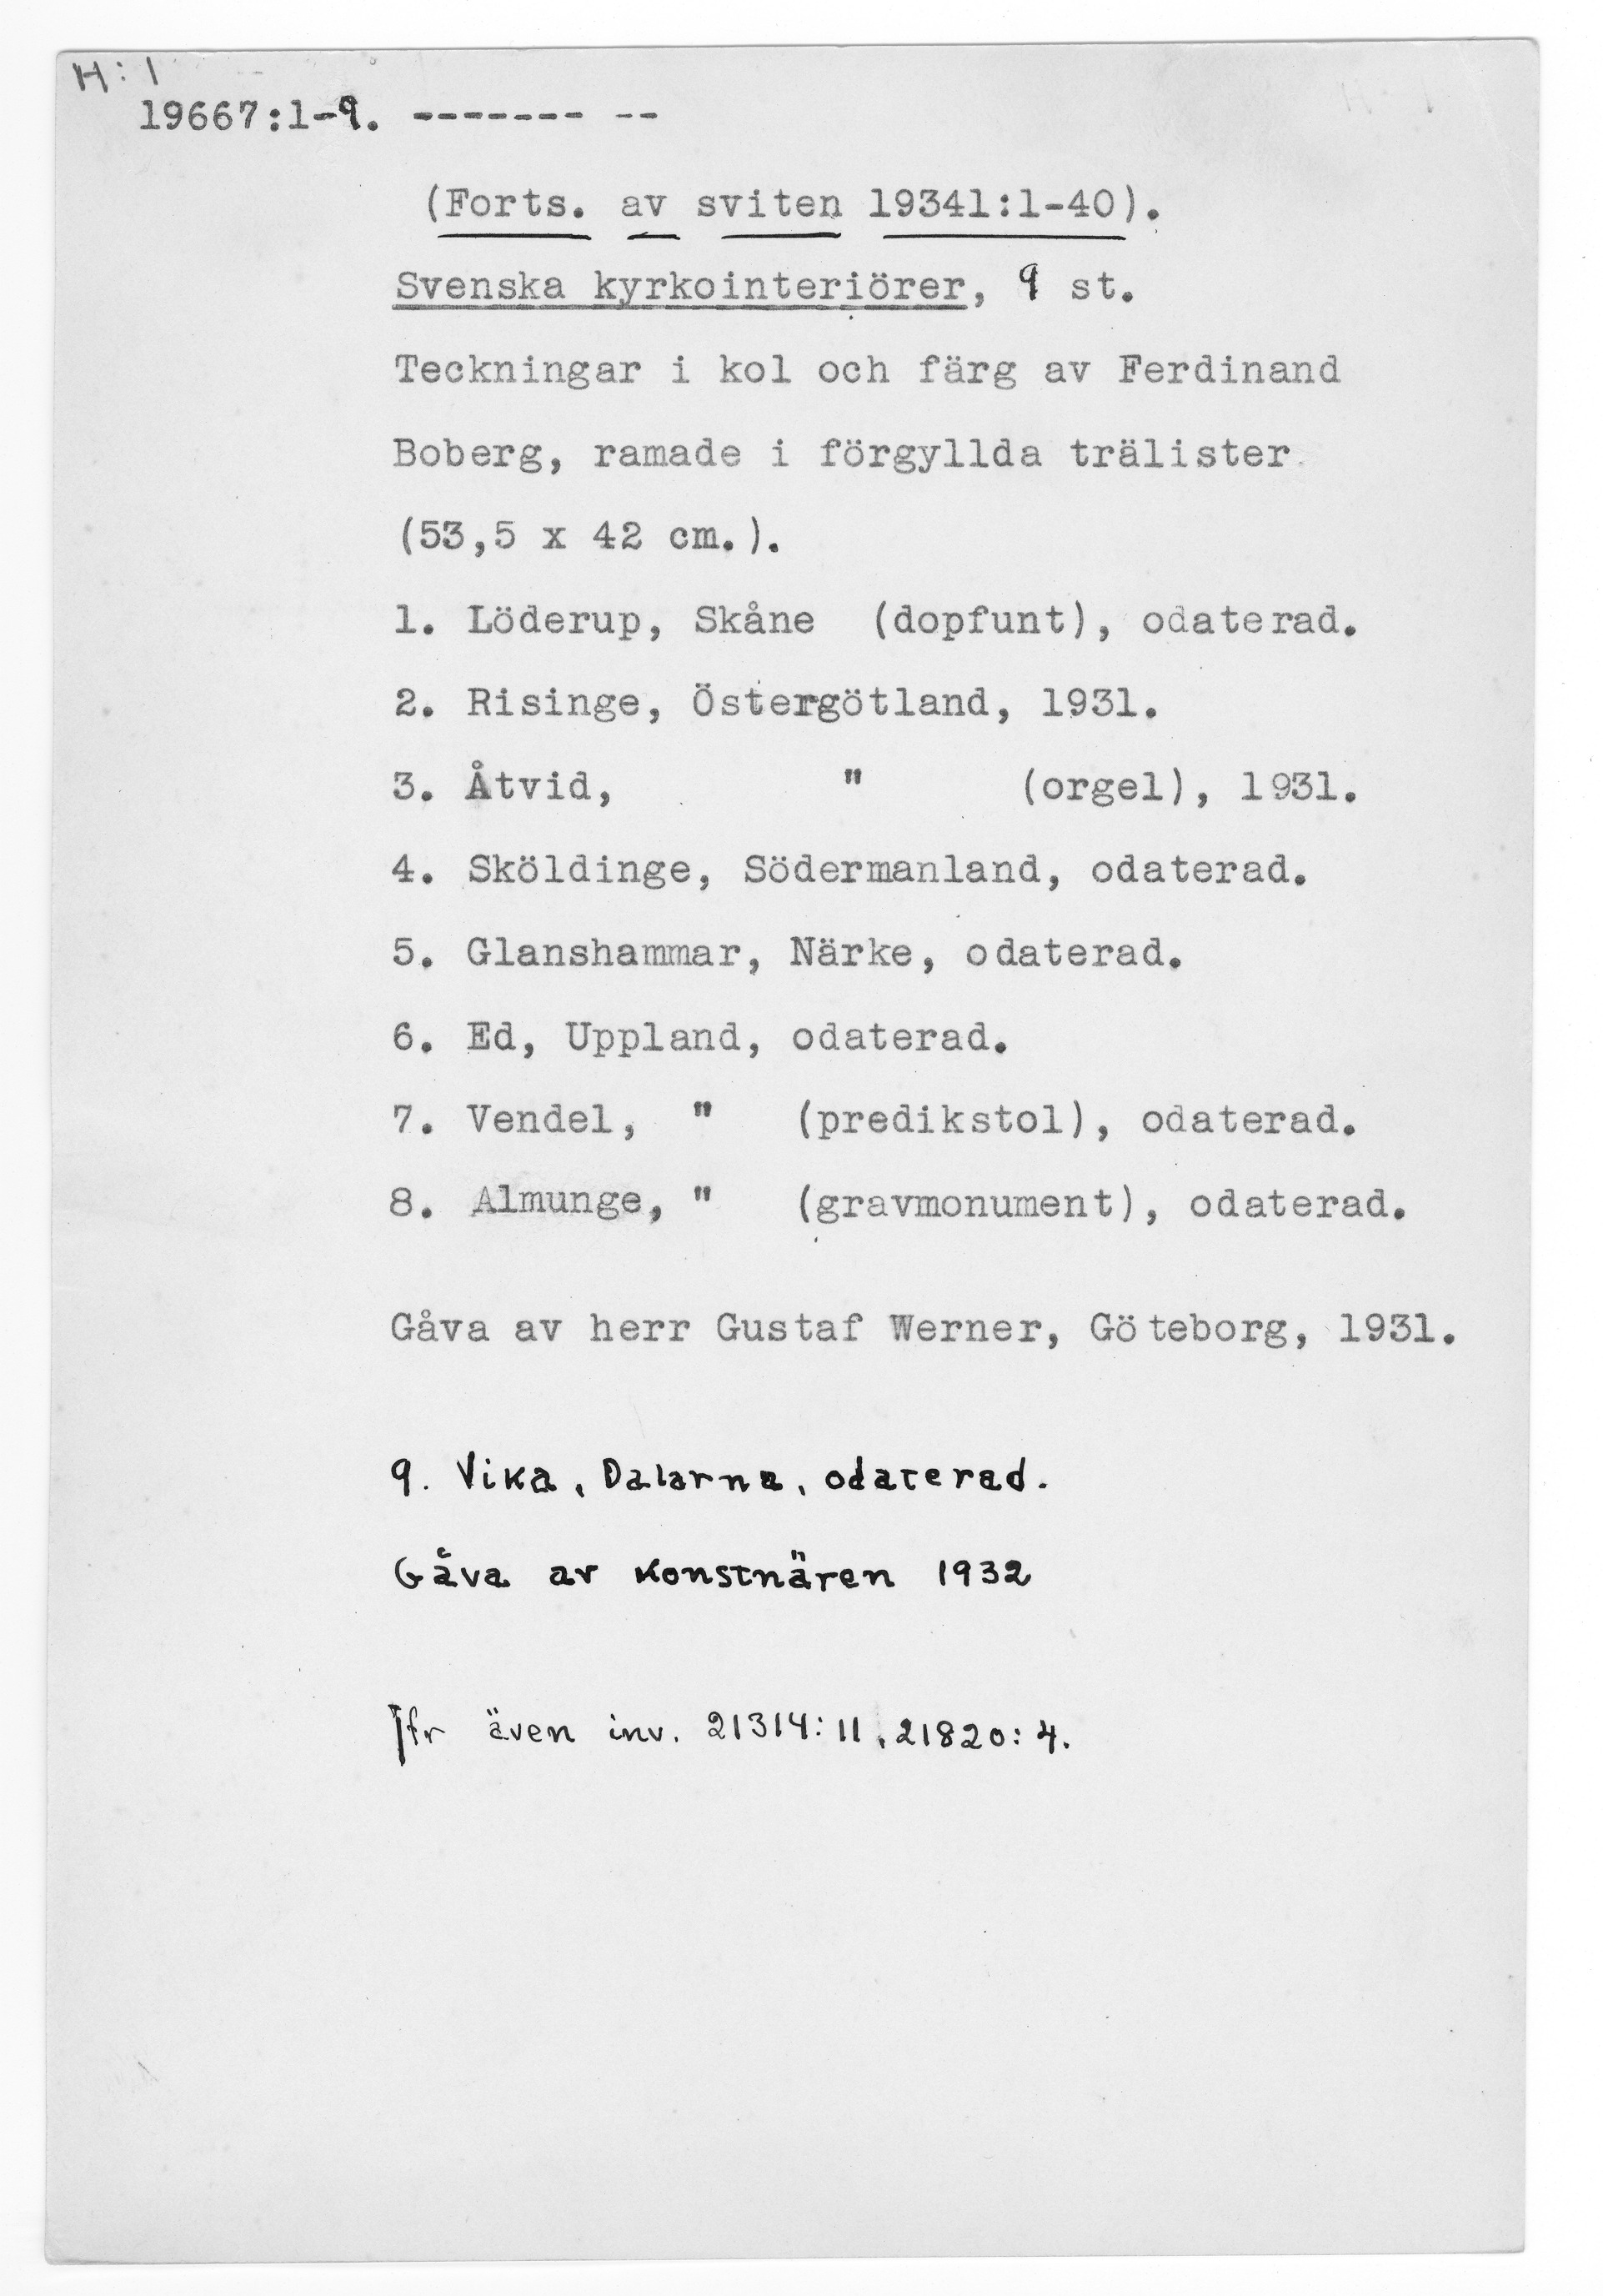 H:1
19667:1-9. ------- --
(Forts. av sviten 19341:1-40).
Svenska kyrkointeriörer, 9 st.
Teckningar i kol och färg av Ferdinand
Boberg, ramade i förgyllda trälister
(53,5 x 42 cm.).
1. Löderup, Skåne (dopfunt), odaterad.
2. Risinge, Östergötland, 1931.
3. Åtvid, " (orgel), 1931.
4. Sköldinge, Södermanland, odaterad.
5. Glanshammar, Närke, odaterad.
6. Ed, Uppland, odaterad.
7. Vendel, " (predikstol), odaterad.
8. Almunge, " (gravmonument), odaterad.
Gåva av herr Gustaf Werner, Göteborg, 1931.
9. Vika, Dalarna, odaterad.
Gåva av konstnären 1932
Jfr även inv. 21314:11, 21820:4.